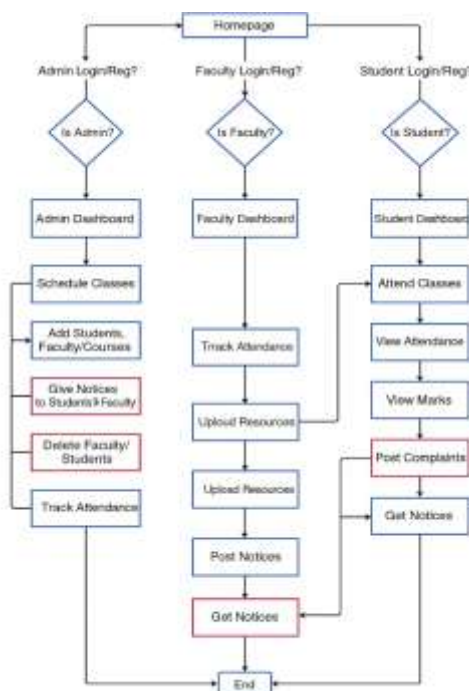 Homepage
Admin Login/Reg?
Faculty Login/Reg?
Student Login/Reg?
Is Admin?
Is Faculty?
Is Student?
Admin Dashboard
Faculty Dashboard
Student Dashboard
Schedule Classes
Attend Classes
Add Students,
Faculty/Courses
Ttrack Attendance
View Attendance
Give Notices
to Students & Faculty
View Marks
Uploud Resources
Delete Faculty/
Students
Post Complaints
Upload Resources
Track Attendance
Get Notices
Post Notices
Get Notices
End